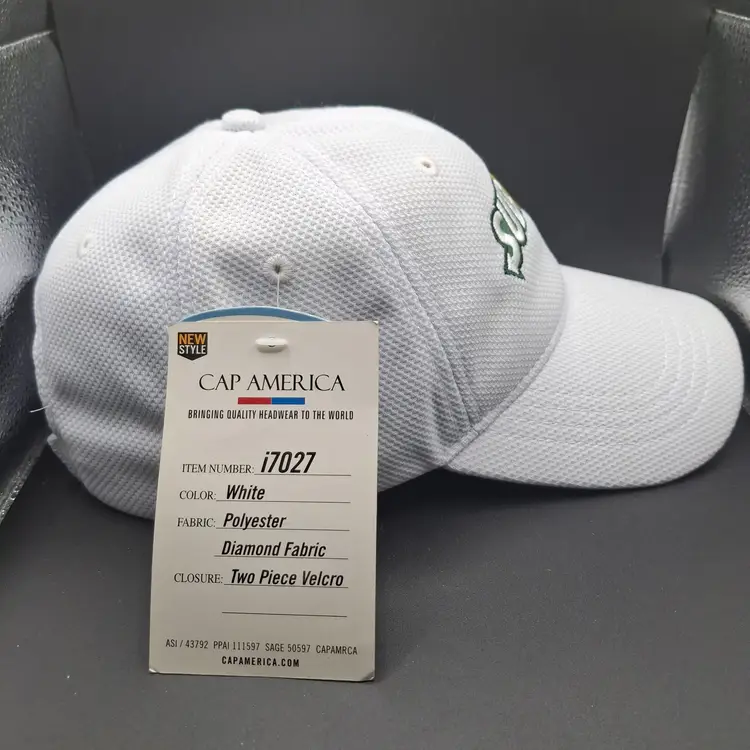 NEW
STYLE
CAP AMERICA
BRINGING QUALITY HEADWEAR TO THE WORLD
ITEM NUMBER: i7027
COLOR: White
FABRIC: Polyester
Diamond Fabric
CLOSURE: Two Piece Velcro
ASI / 43792 PPAI 111597 SAGE 50597 CAPAMRCA
CAPAMERICA.COM